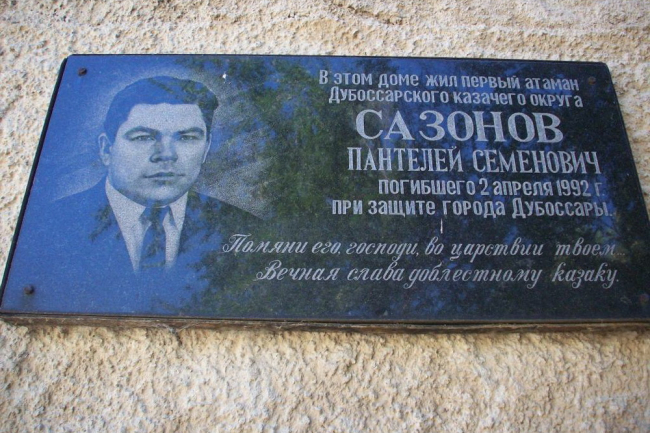 В этом доме жил первый атаман
Дубоссарского казачего округа
САЗОНОВ
ПАНТЕЛЕЙ СЕМЕНОВИЧ
погибшего 2 апреля 1992 г.
при защите города Дубоссары.
Помяни его, господи, во царствии твоем...
Вечная слава доблестному казаку.